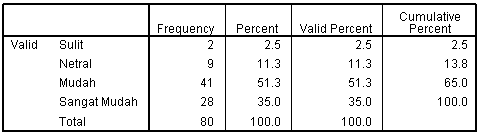 Frequency Percent Valid Percent Cumulative Percent
Valid Sulit 2 2.5 2.5 2.5
Netral 9 11.3 11.3 13.8
Mudah 41 51.3 51.3 65.0
Sangat Mudah 28 35.0 35.0 100.0
Total 80 100.0 100.0